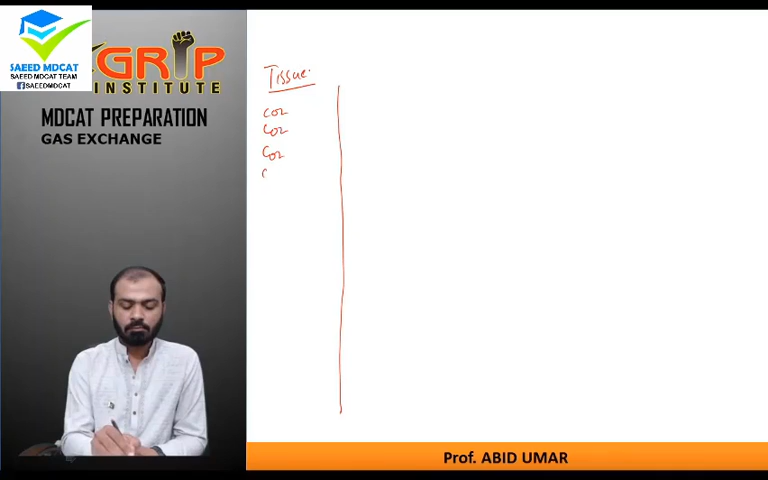 SAEED MDCAT
SAEED MDCAT TEAM
SAEEDMDCAT
GRIP
INSTITUTE
MDCAT PREPARATION
GAS EXCHANGE
Tissue.
CO2
CO2
CO2
C
Prof. ABID UMAR